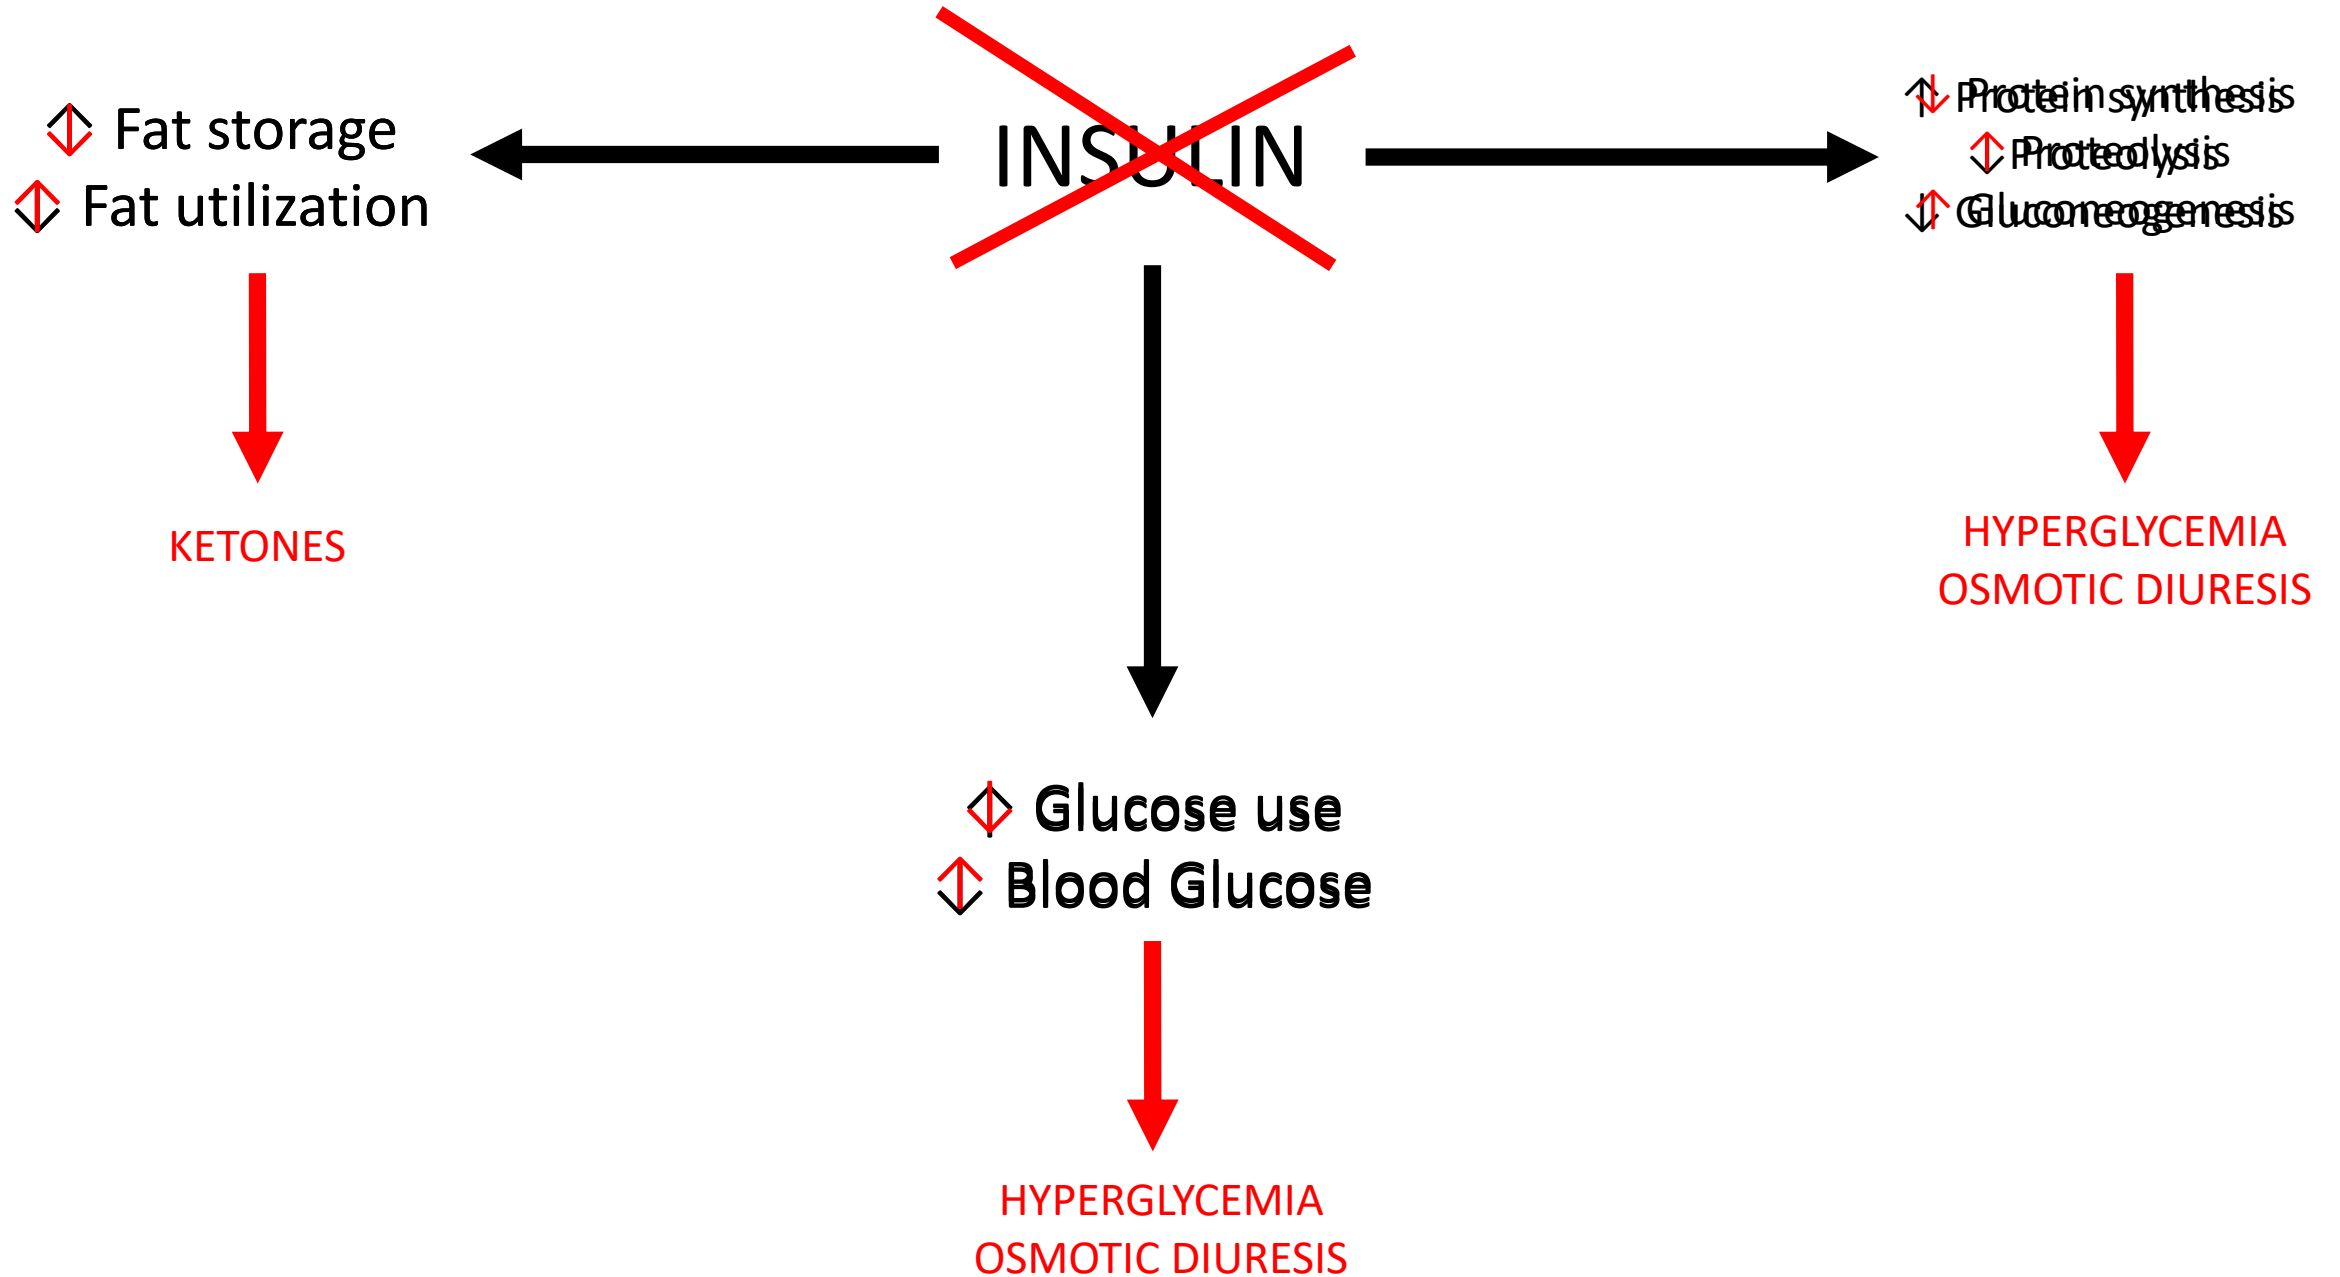 Fat storage
Fat utilization
INSULIN
Protein synthesis
Proteolysis
Gluconeogenesis
KETONES
HYPERGLYCEMIA
OSMOTIC DIURESIS
Glucose use
Blood Glucose
HYPERGLYCEMIA
OSMOTIC DIURESIS